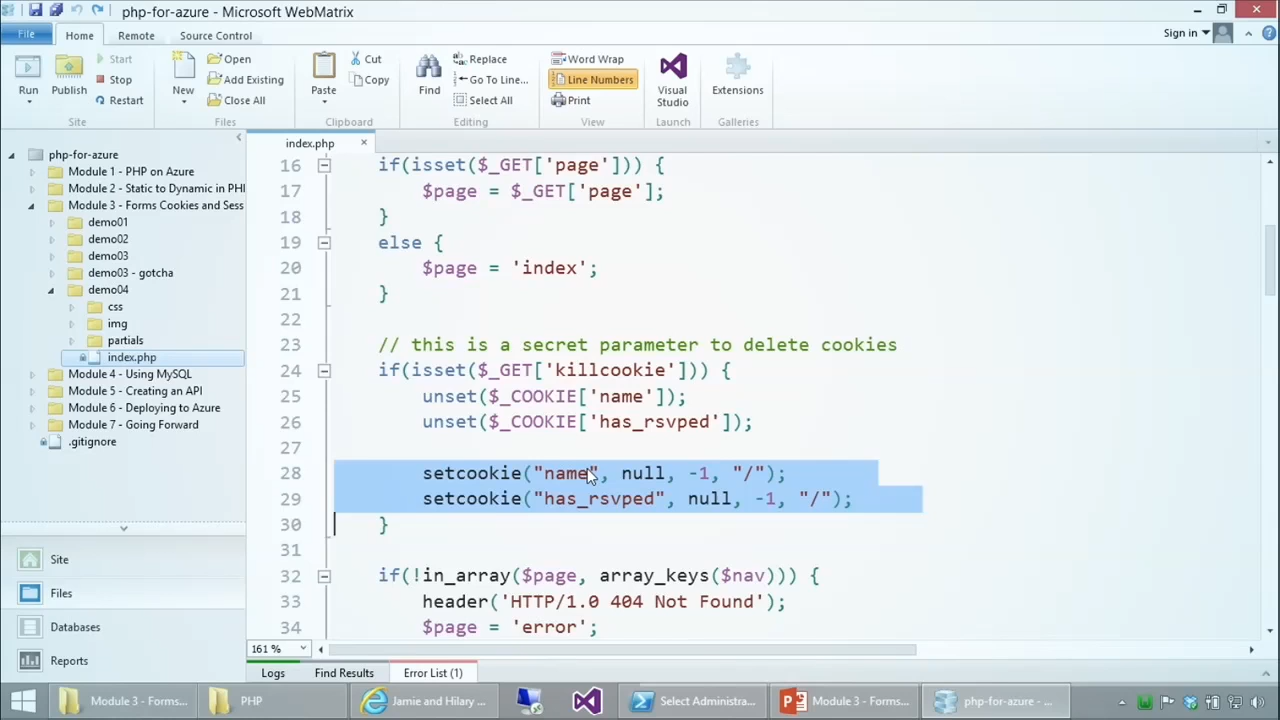 php-for-azure - Microsoft WebMatrix
File Home Remote Source Control Sign in
Run
Publish
Start
Stop
Restart
Site
New
Open
Add Existing
Close All
Files
Paste
Cut
Copy
Clipboard
Find
Replace
Go To Line...
Select All
Editing
Word Wrap
Line Numbers
Print
View
Visual
Studio
Launch
Extensions
Galleries
php-for-azure
Module 1 - PHP on Azure
Module 2 - Static to Dynamic in PHI
Module 3 - Forms Cookies and Sess
demo01
demo02
demo03
demo03 - gotcha
demo04
css
img
partials
index.php
Module 4 - Using MySQL
Module 5 - Creating an API
Module 6 - Deploying to Azure
Module 7 - Going Forward
.gitignore
Site
Files
Databases
Reports
index.php
16 if(isset($_GET['page'])) {
17 $page = $_GET['page'];
18 }
19 else {
20 $page = 'index';
21 }
22
23 // this is a secret parameter to delete cookies
24 if(isset($_GET['killcookie'])) {
25 unset($_COOKIE['name']);
26 unset($_COOKIE['has_rsvped']);
27
28 setcookie("name", null, -1, "/");
29 setcookie("has_rsvped", null, -1, "/");
30 }
31
32 if(!in_array($page, array_keys($nav))) {
33 header('HTTP/1.0 404 Not Found');
34 $page = 'error';
161 %
Logs Find Results Error List (1)
Module 3 - Forms... PHP Jamie and Hilary ... Select Administra... Module 3 - Forms... php-for-azure - ...